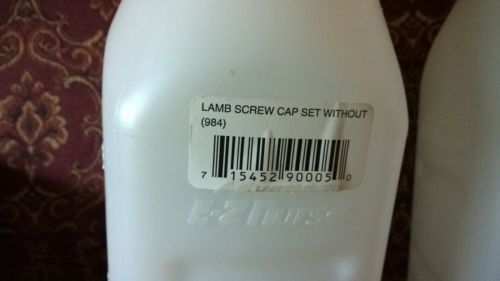 LAMB SCREW CAP SET WITHOUT
(984)
7 15452 90005 0